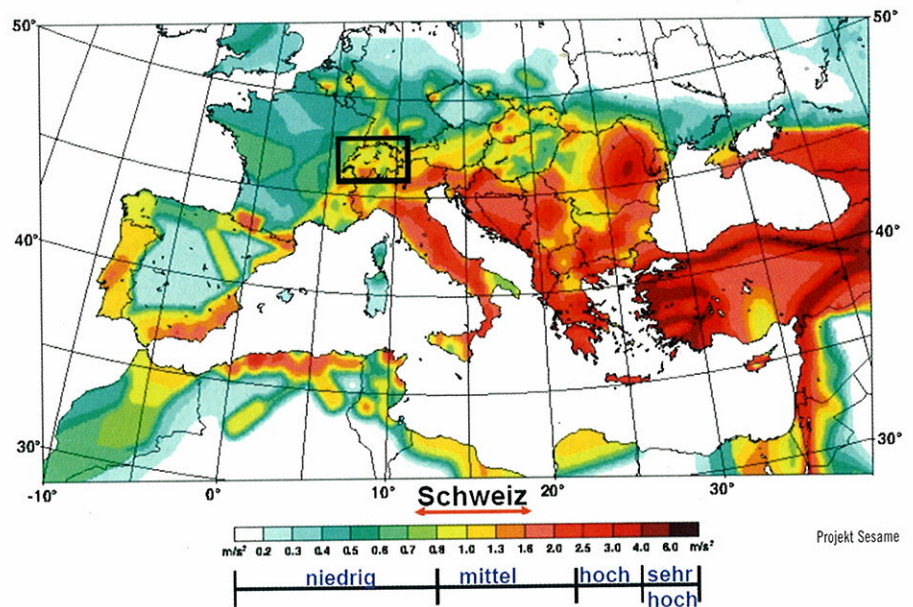 50°
50°
40°
40°
30°
30°
-10°
0°
10°
20°
30°
Schweiz
m/s² 0.2 0.3 0.4 0.5 0.6 0.7 0.8 1.0 1.3 1.6 2.0 2.5 3.0 4.0 6.0 m/s²
Projekt Sesame
niedrig mittel hoch sehr
hoch